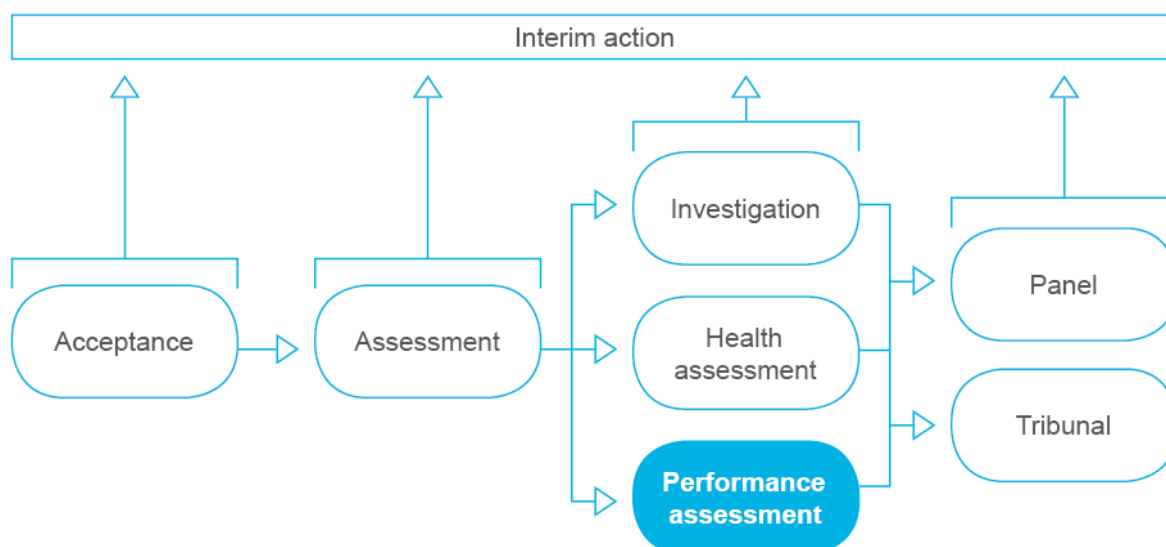 Interim action
Acceptance
Assessment
Investigation
Health
assessment
Performance
assessment
Panel
Tribunal